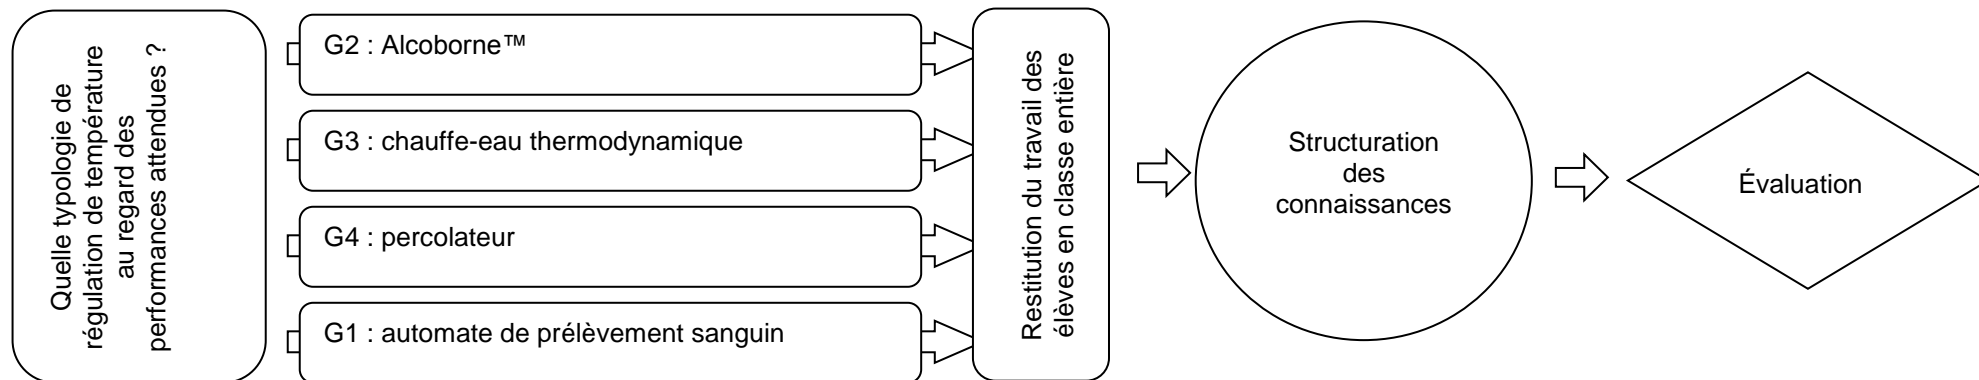 Quelle typologie de
régulation de température
au regard des
performances attendues ?
G2 : Alcoborne™
G3 : chauffe-eau thermodynamique
G4 : percolateur
G1 : automate de prélèvement sanguin
Restitution du travail des
élèves en classe entière
Structuration
des
connaissances
Évaluation